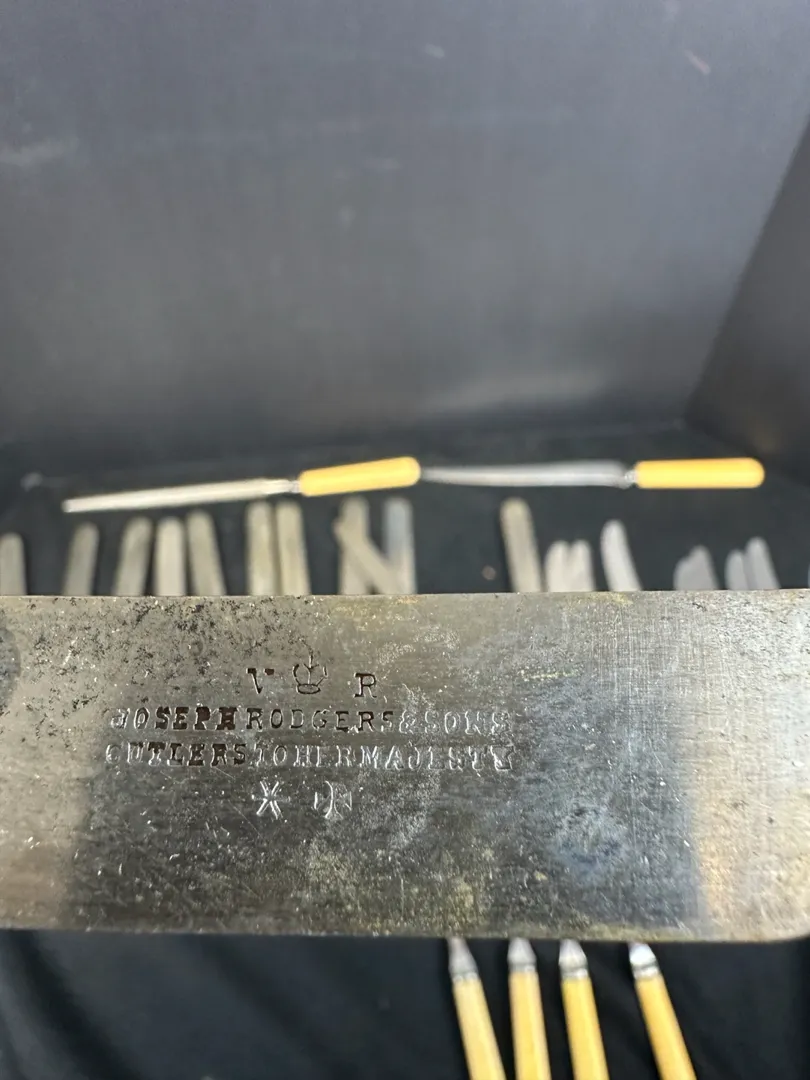 V R
JOSEPH RODGERS & SONS
CUTLERS TO HER MAJESTY